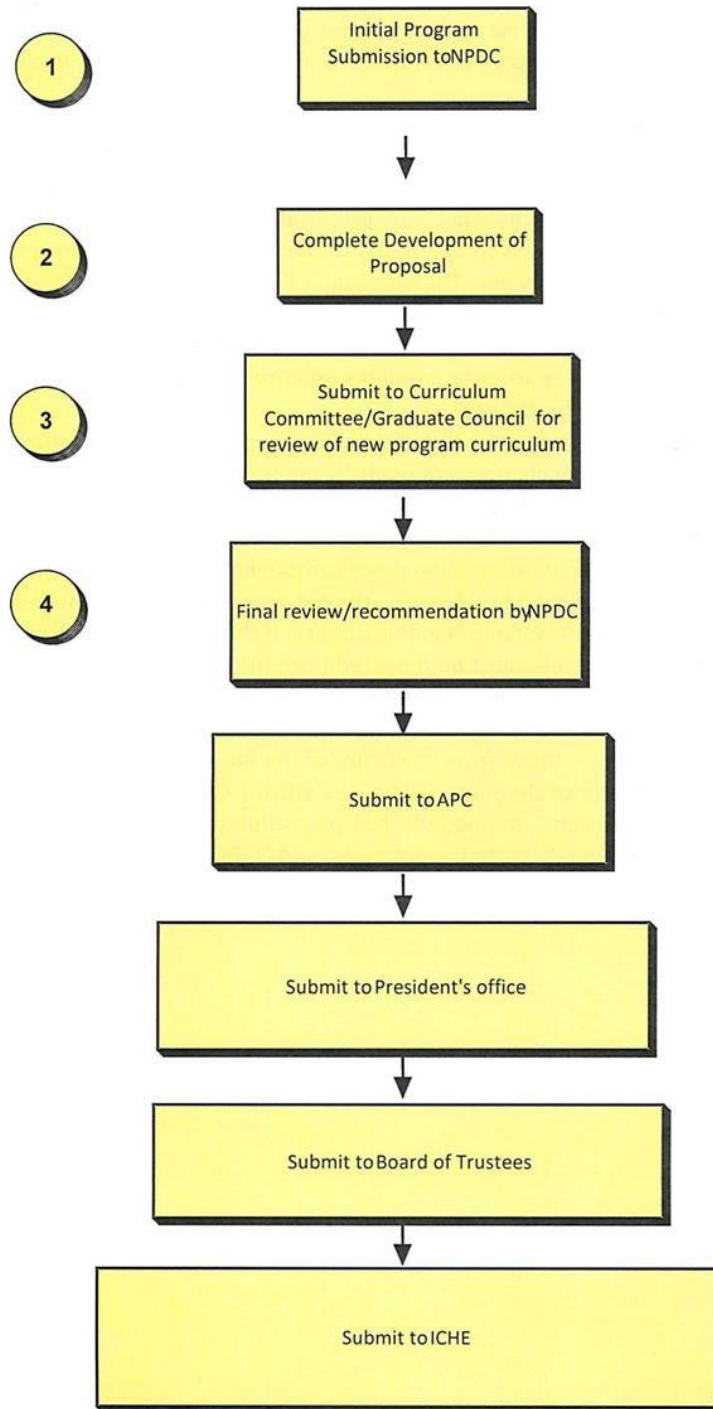 1
Initial Program
Submission toNPDC
2
Complete Development of
Proposal
3
Submit to Curriculum
Committee/Graduate Council for
review of new program curriculum
4
Final review/recommendation byNPDC
Submit to APC
Submit to President's office
Submit to Board of Trustees
Submit to ICHE